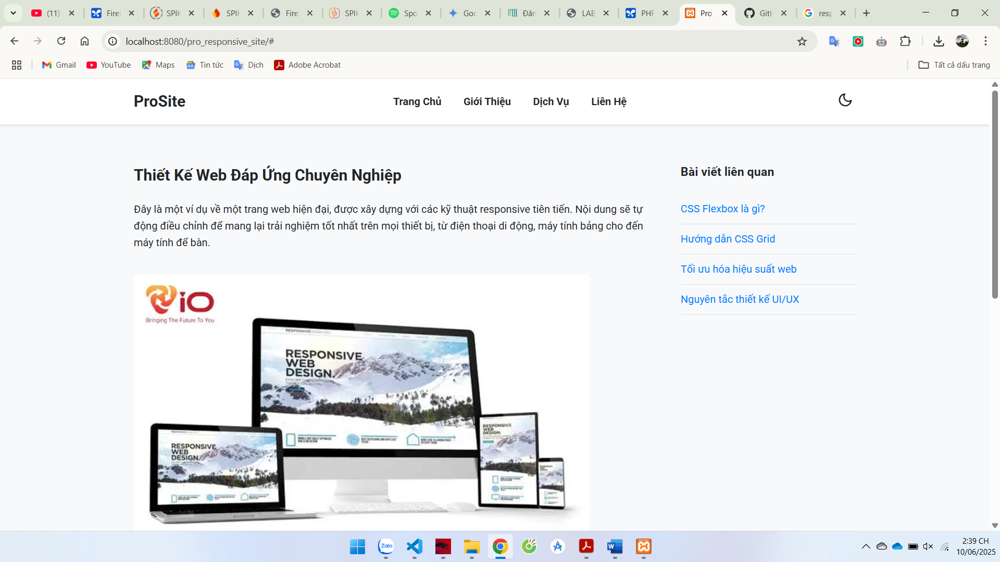 (11)
Fire
SPIK
SPIK
Fire
SPIK
Spo
Goo
Đăn
LAB
PHP
Pro
GitH
resp
localhost:8080/pro_responsive_site/#
Gmail
YouTube
Maps
Tin tức
Dịch
Adobe Acrobat
Tất cả dấu trang
ProSite
Trang Chủ
Giới Thiệu
Dịch Vụ
Liên Hệ
Thiết Kế Web Đáp Ứng Chuyên Nghiệp
Đây là một ví dụ về một trang web hiện đại, được xây dựng với các kỹ thuật responsive tiên tiến. Nội dung sẽ tự
động điều chỉnh để mang lại trải nghiệm tốt nhất trên mọi thiết bị, từ điện thoại di động, máy tính bảng cho đến
máy tính để bàn.
Bài viết liên quan
CSS Flexbox là gì?
Hướng dẫn CSS Grid
Tối ưu hóa hiệu suất web
Nguyên tắc thiết kế UI/UX
iO
Bringing The Future To You
RESPONSIVE
WEB
DESIGN.
RESPONSIVE
WEB
DESIGN.
RESPONSIVE
WEB
DESIGN.
RESPONSIVE
WEB
DESIGN.
Zalo
2:39 CH
10/06/2025